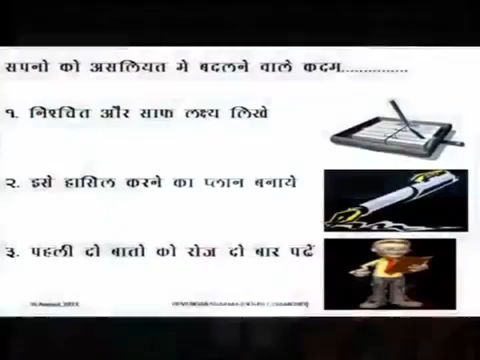 सपनो को असलियत मे बदलने वाले कदम...............
१. निश्चित और साफ लक्ष्य लिखे
२. इसे हासिल करने का प्लान बनाये
३. पहली दो बातो को रोज दो बार पढें